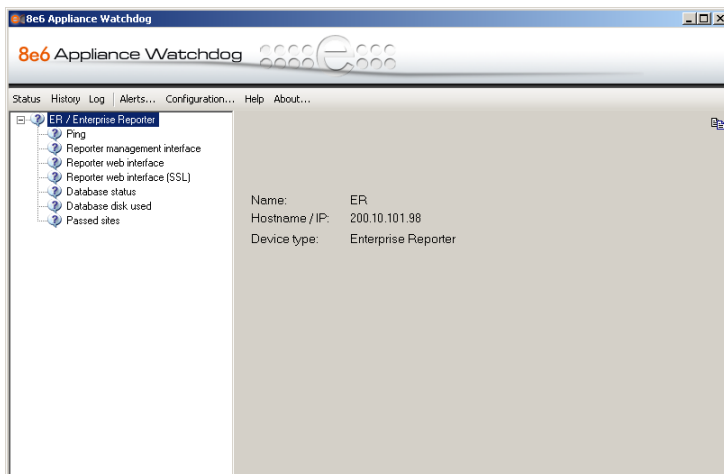 8e6 Appliance Watchdog
8e6 Appliance Watchdog
Status History Log Alerts... Configuration... Help About...
ER / Enterprise Reporter
Ping
Reporter management interface
Reporter web interface
Reporter web interface (SSL)
Database status
Database disk used
Passed sites
Name: ER
Hostname / IP: 200.10.101.98
Device type: Enterprise Reporter